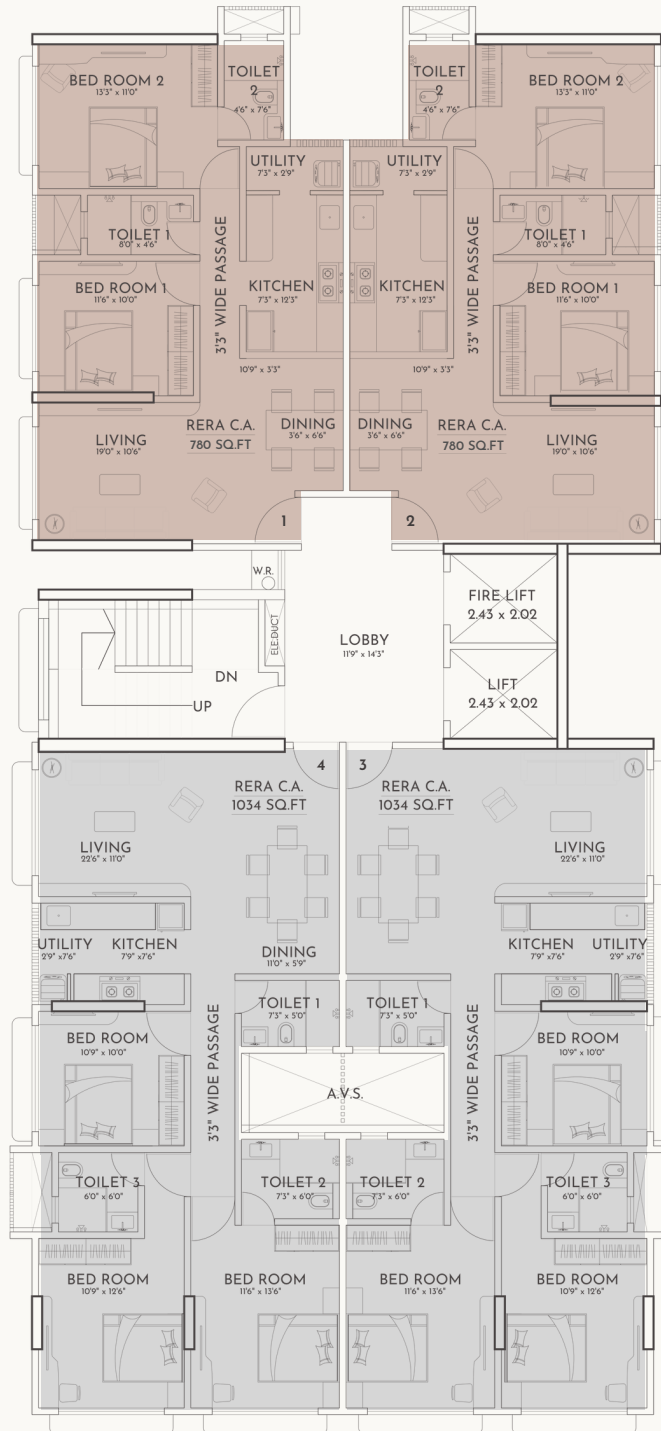 BED ROOM 2
13'3" x 11'0"
TOILET
2
4'6" x 7'6"
TOILET
2
4'6" x 7'6"
BED ROOM 2
13'3" x 11'0"
UTILITY
7'3" x 2'9"
UTILITY
7'3" x 2'9"
TOILET 1
8'0" x 4'6"
TOILET 1
8'0" x 4'6"
3'3" WIDE PASSAGE
3'3" WIDE PASSAGE
BED ROOM 1
11'6" x 10'0"
KITCHEN
7'3" x 12'3"
KITCHEN
7'3" x 12'3"
BED ROOM 1
11'6" x 10'0"
10'9" x 3'3"
10'9" x 3'3"
LIVING
19'0" x 10'6"
RERA C.A.
780 SQ.FT
DINING
3'6" x 6'6"
DINING
3'6" x 6'6"
RERA C.A.
780 SQ.FT
LIVING
19'0" x 10'6"
1
2
W.R.
ELE.DUCT
LOBBY
11'9" x 14'3"
FIRE LIFT
2.43 x 2.02
DN
UP
LIFT
2.43 x 2.02
4
3
RERA C.A.
1034 SQ.FT
RERA C.A.
1034 SQ.FT
LIVING
22'6" x 11'0"
LIVING
22'6" x 11'0"
UTILITY
2'9" x7'6"
KITCHEN
7'9" x7'6"
DINING
11'0" x 5'9"
KITCHEN
7'9" x7'6"
UTILITY
2'9" x7'6"
TOILET 1
7'3" x 5'0"
TOILET 1
7'3" x 5'0"
BED ROOM
10'9" x 10'0"
3'3" WIDE PASSAGE
3'3" WIDE PASSAGE
BED ROOM
10'9" x 10'0"
A.V.S.
TOILET 3
6'0" x 6'0"
TOILET 2
7'3" x 6'0"
TOILET 2
7'3" x 6'0"
TOILET 3
6'0" x 6'0"
BED ROOM
10'9" x 12'6"
BED ROOM
11'6" x 13'6"
BED ROOM
11'6" x 13'6"
BED ROOM
10'9" x 12'6"